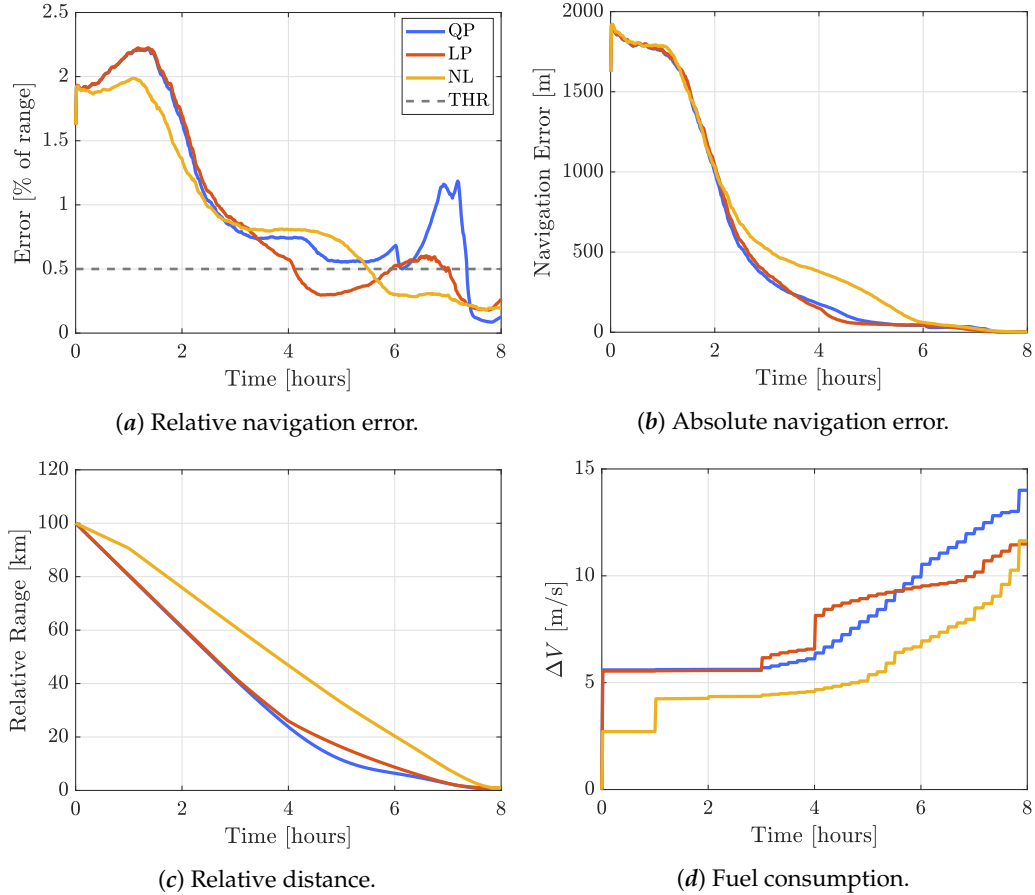 2.5
2
1.5
1
0.5
0
0 2 4 6 8
Error [% of range]
Time [hours]
QP
LP
NL
THR
(a) Relative navigation error.
2000
1500
1000
500
0
0 2 4 6 8
Navigation Error [m]
Time [hours]
(b) Absolute navigation error.
120
100
80
60
40
20
0
0 2 4 6 8
Relative Range [km]
Time [hours]
(c) Relative distance.
15
10
5
0
0 2 4 6 8
ΔV [m/s]
Time [hours]
(d) Fuel consumption.